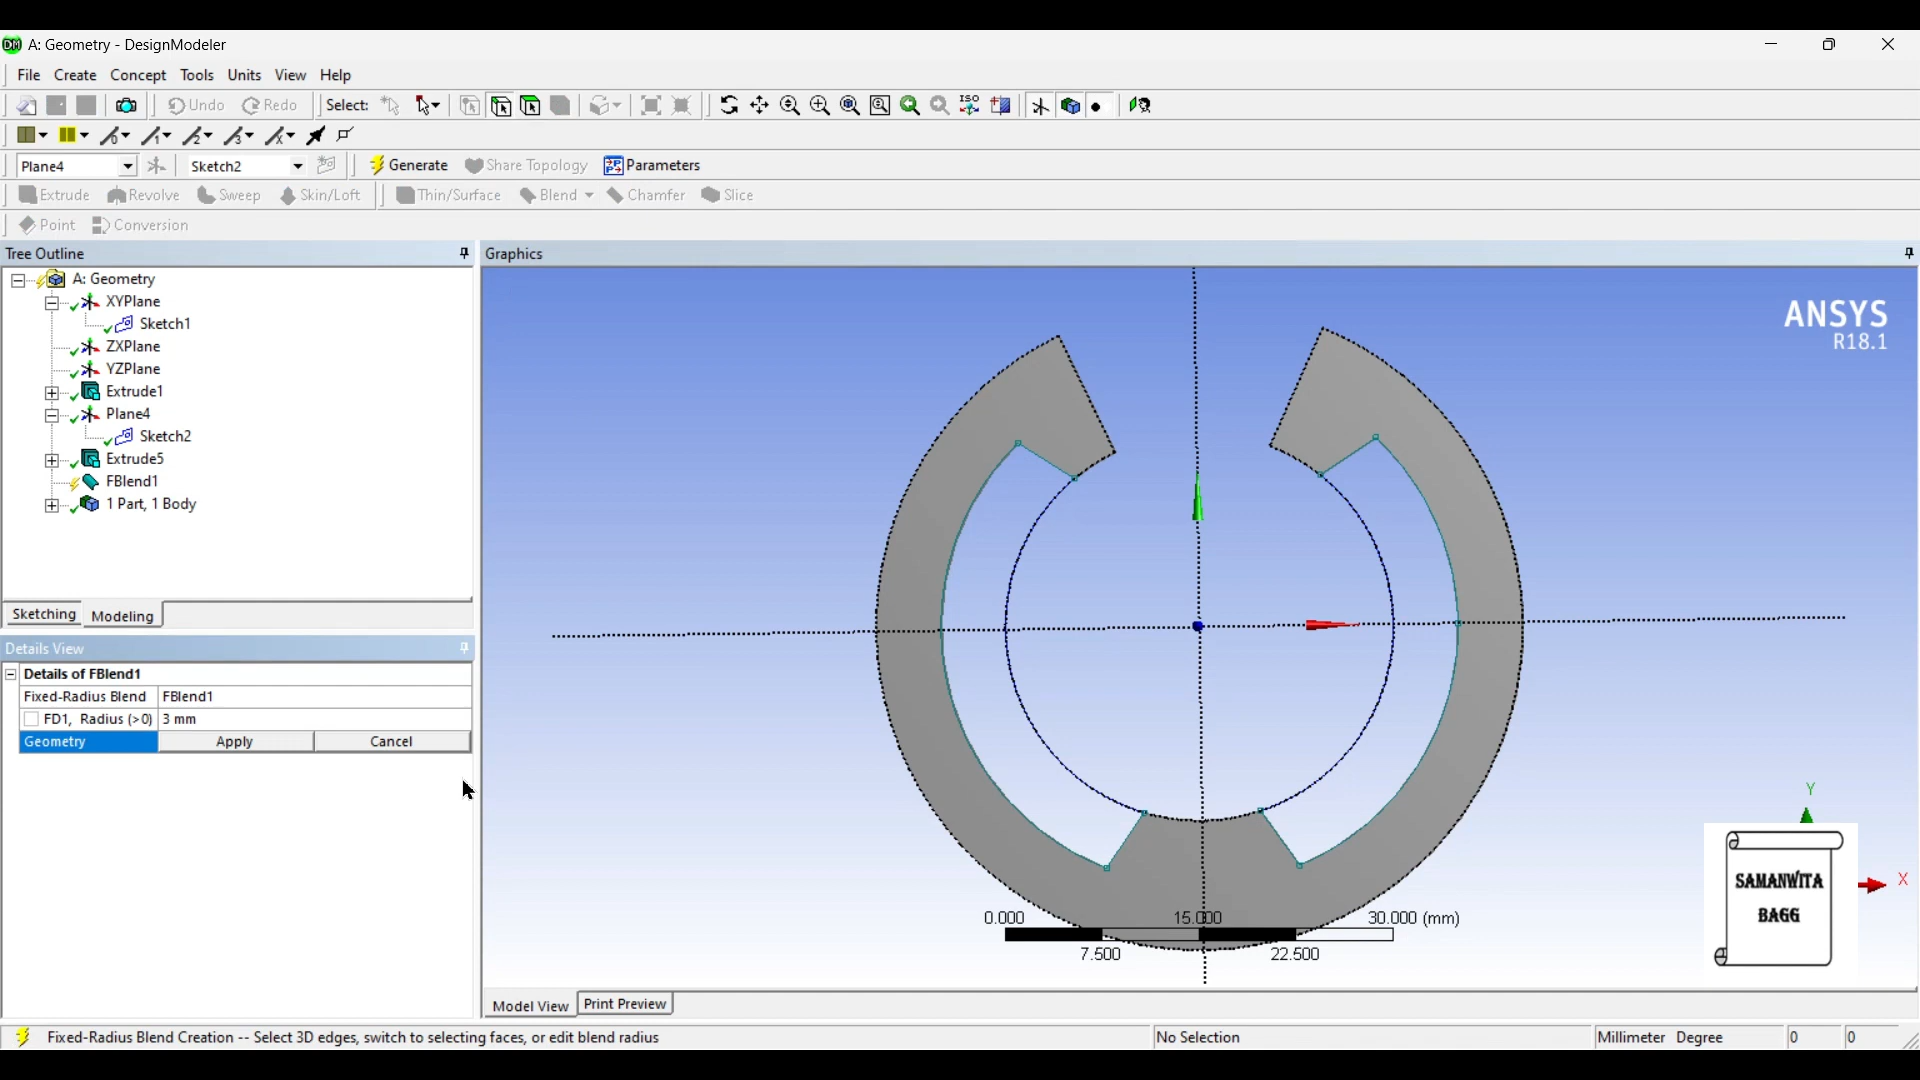 A: Geometry - DesignModeler
File Create Concept Tools Units View Help
Undo Redo Select: ISO
Plane4 Sketch2 Generate Share Topology Parameters
Extrude Revolve Sweep Skin/Loft Thin/Surface Blend Chamfer Slice
Point Conversion
Tree Outline
A: Geometry
XYPlane
Sketch1
ZXPlane
YZPlane
Extrude1
Plane4
Sketch2
Extrude5
FBlend1
1 Part, 1 Body
Sketching Modeling
Details View
Details of FBlend1
Fixed-Radius Blend FBlend1
FD1, Radius (>0) 3 mm
Geometry Apply Cancel
Graphics
ANSYS
R18.1
0.000 15.000 30.000 (mm)
7.500 22.500
Y
X
SAMANWITA
BAGG
Model View Print Preview
Fixed-Radius Blend Creation -- Select 3D edges, switch to selecting faces, or edit blend radius
No Selection
Millimeter Degree 0 0